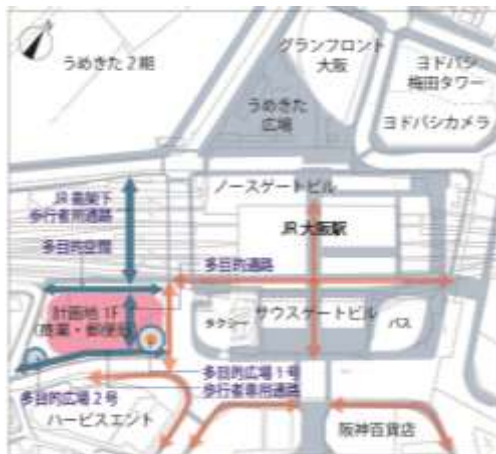 うめきた2期
グランフロント
大阪
ヨドバシ
梅田タワー
ヨドバシカメラ
うめきた
広場
JR高架下
歩行者用通路
ノースゲートビル
JR大阪駅
多目的空間
多目的通路
計画地 1F
(商業・郵便局)
タクシー
サウスゲートビル
バス
多目的広場1号
歩行者専用通路
多目的広場2号
ハービスエント
阪神百貨店